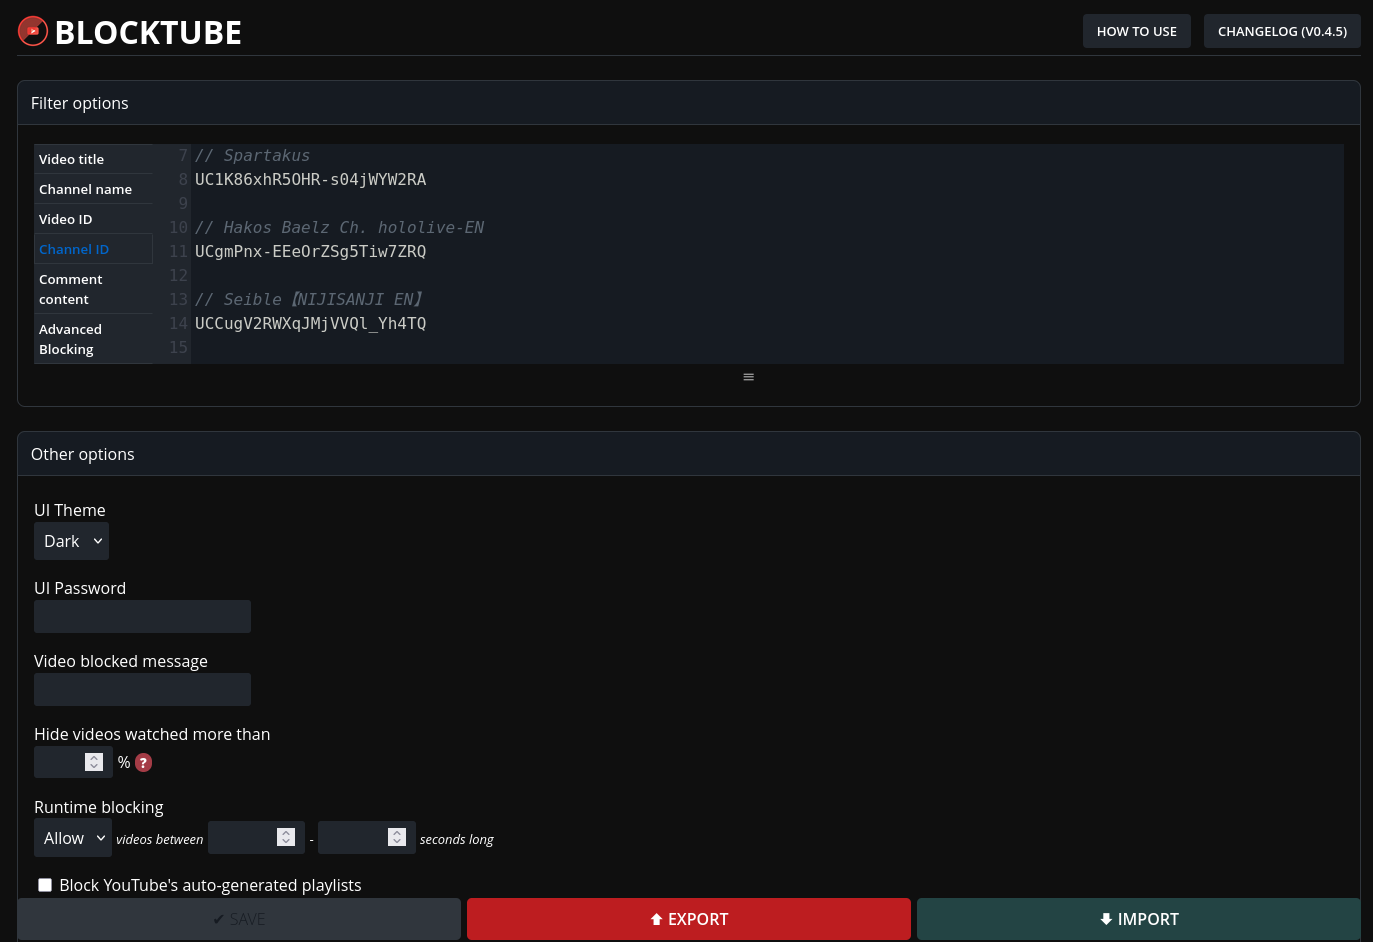 BLOCKTUBE
HOW TO USE
CHANGELOG (V0.4.5)
Filter options
Video title
Channel name
Video ID
Channel ID
Comment content
Advanced Blocking
7 // Spartakus
8 UC1K86xhR5OHR-s04jWYW2RA
9
10 // Hakos Baelz Ch. hololive-EN
11 UCgmPnx-EEeOrZSg5Tiw7ZRQ
12
13 // Seible【NIJISANJI EN】
14 UCCugV2RWXqJMjVVQl_Yh4TQ
15
Other options
UI Theme
Dark
UI Password
Video blocked message
Hide videos watched more than
% ?
Runtime blocking
Allow videos between - seconds long
Block YouTube's auto-generated playlists
✔ SAVE
⬆ EXPORT
⬇ IMPORT